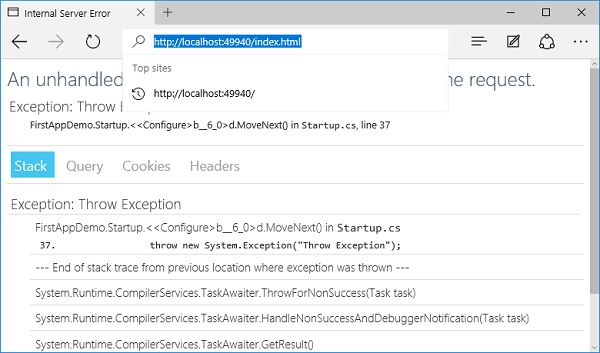 Internal Server Error
http://localhost:49940/index.html
Top sites
http://localhost:49940/
An unhandled
the request.
Exception: Throw
FirstAppDemo.Startup.<<Configure>b__6_0>d.MoveNext() in Startup.cs, line 37
Stack Query Cookies Headers
Exception: Throw Exception
FirstAppDemo.Startup.<<Configure>b__6_0>d.MoveNext() in Startup.cs
37. throw new System.Exception("Throw Exception");
--- End of stack trace from previous location where exception was thrown ---
System.Runtime.CompilerServices.TaskAwaiter.ThrowForNonSuccess(Task task)
System.Runtime.CompilerServices.TaskAwaiter.HandleNonSuccessAndDebuggerNotification(Task task)
System.Runtime.CompilerServices.TaskAwaiter.GetResult()